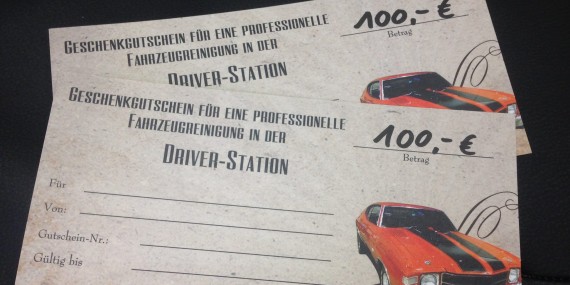 GESCHENKGUTSCHEIN FÜR EINE PROFESSIONELLE
FAHRZEUGREINIGUNG IN DER
DRIVER-STATION
100,- €
Betrag
GESCHENKGUTSCHEIN FÜR EINE PROFESSIONELLE
FAHRZEUGREINIGUNG IN DER
DRIVER-STATION
100,- €
Betrag
Für
Von:
Gutschein-Nr.:
Gültig bis